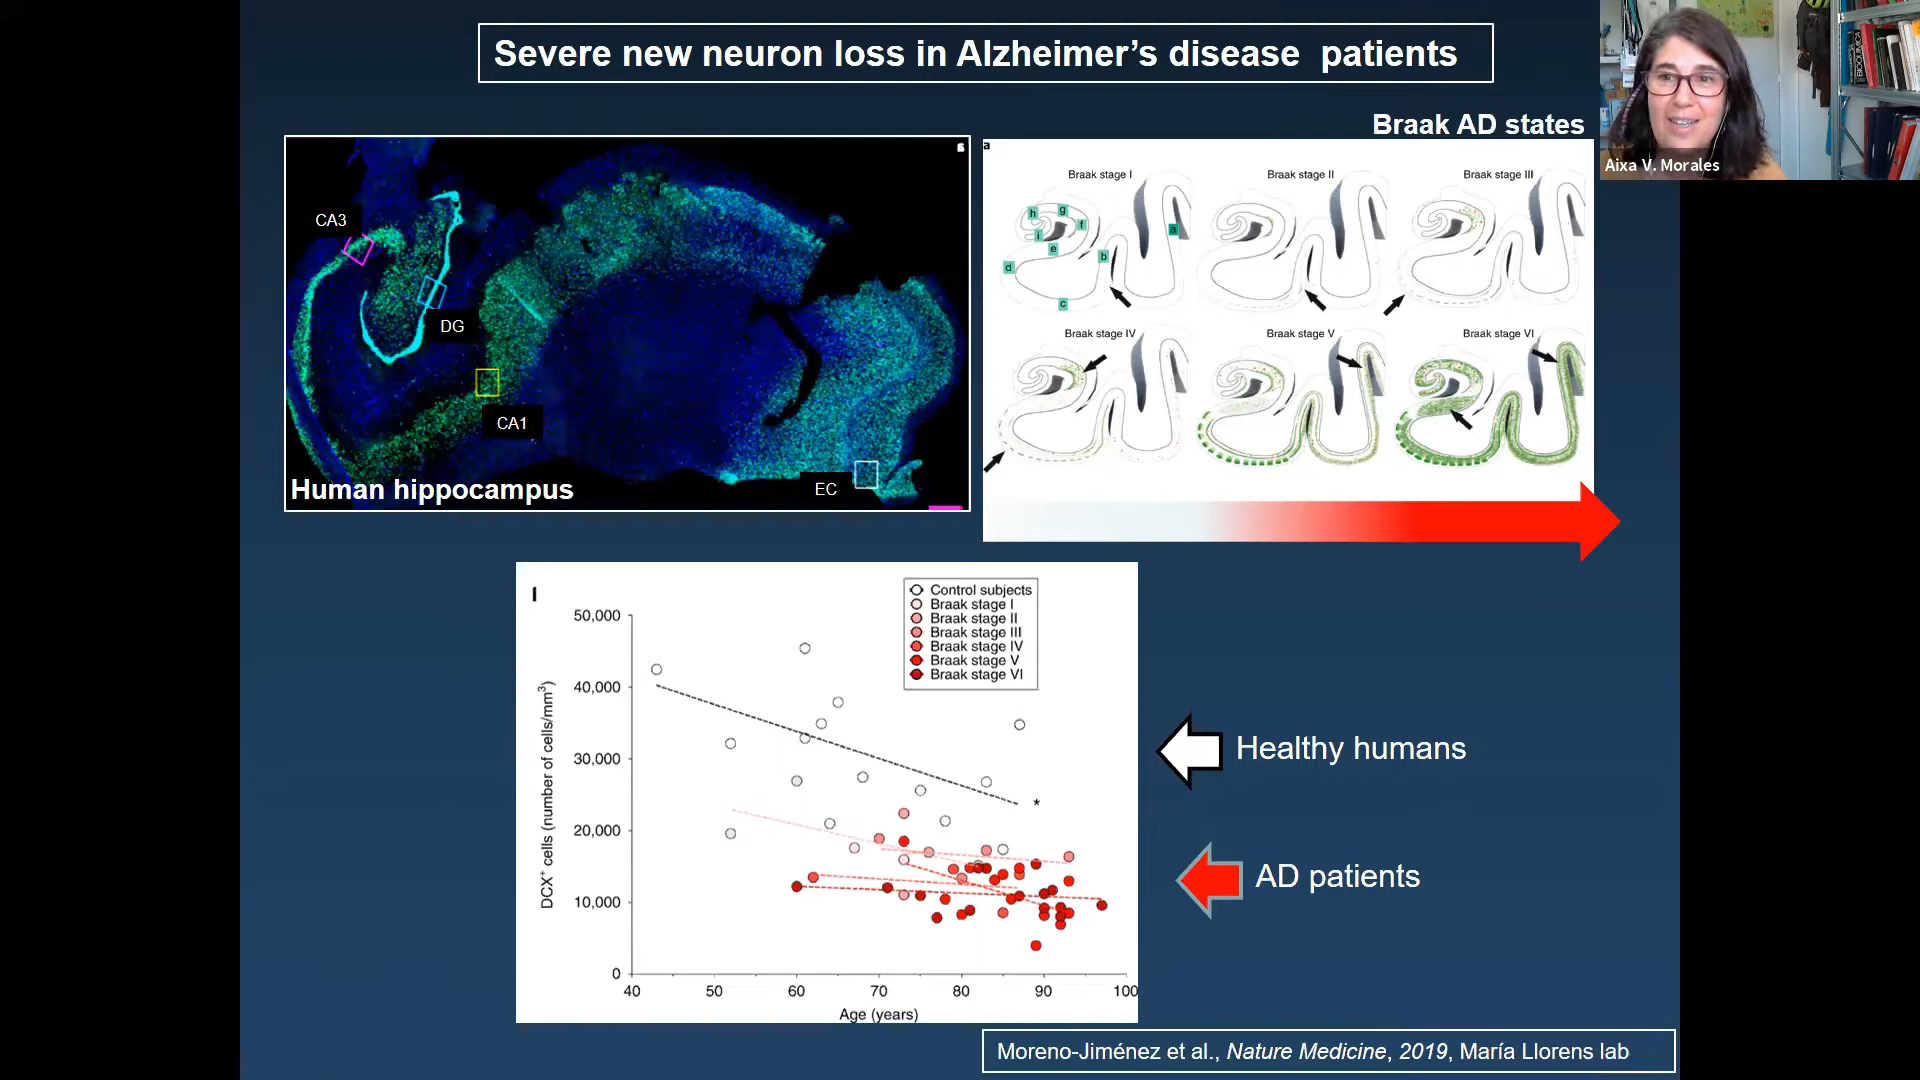 Severe new neuron loss in Alzheimer's disease patients
Aixa V. Morales
Braak AD states
CA3
DG
CA1
EC
Human hippocampus
a
Braak stage I
Braak stage II
Braak stage III
h
g
f
a
i
e
b
d
c
Braak stage IV
Braak stage V
Braak stage VI
l
Control subjects
Braak stage I
Braak stage II
Braak stage III
Braak stage IV
Braak stage V
Braak stage VI
50,000
40,000
30,000
20,000
10,000
0
DCX+ cells (number of cells/mm3)
*
40 50 60 70 80 90 100
Age (years)
Healthy humans
AD patients
Moreno-Jiménez et al., Nature Medicine, 2019, María Llorens lab